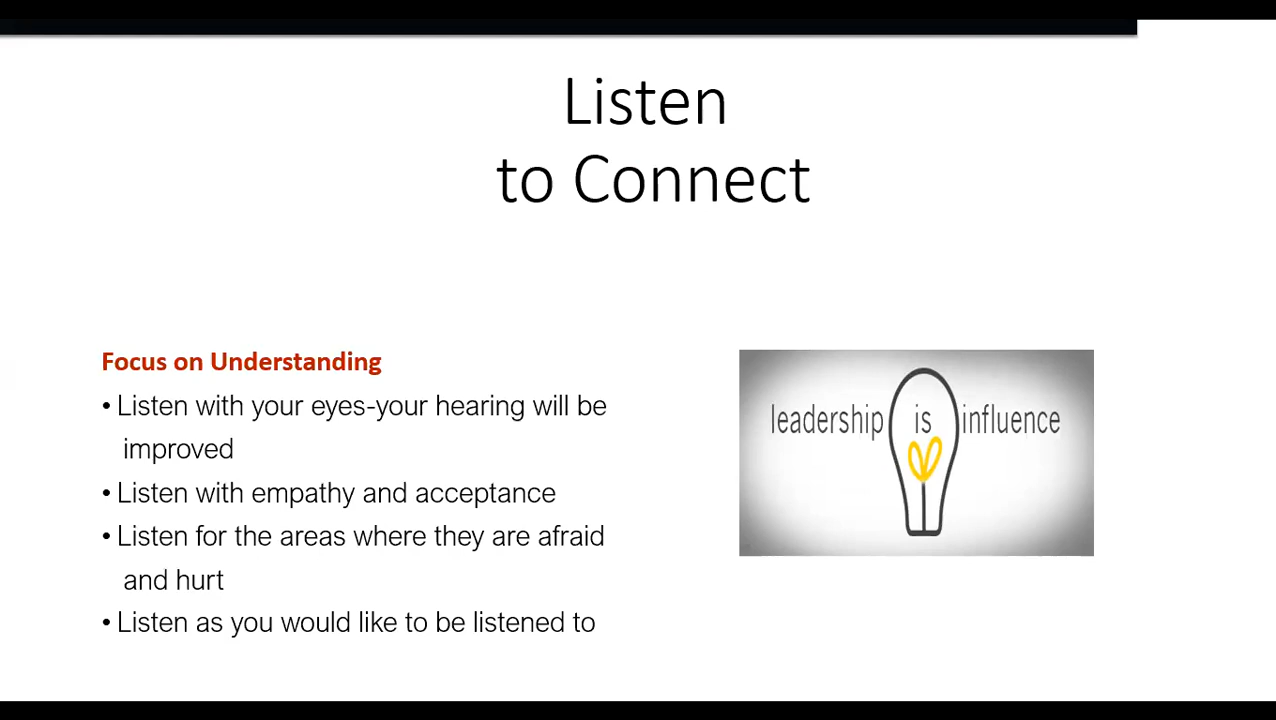 Listen
to Connect
Focus on Understanding
• Listen with your eyes-your hearing will be
improved
• Listen with empathy and acceptance
• Listen for the areas where they are afraid
and hurt
• Listen as you would like to be listened to
leadership is influence